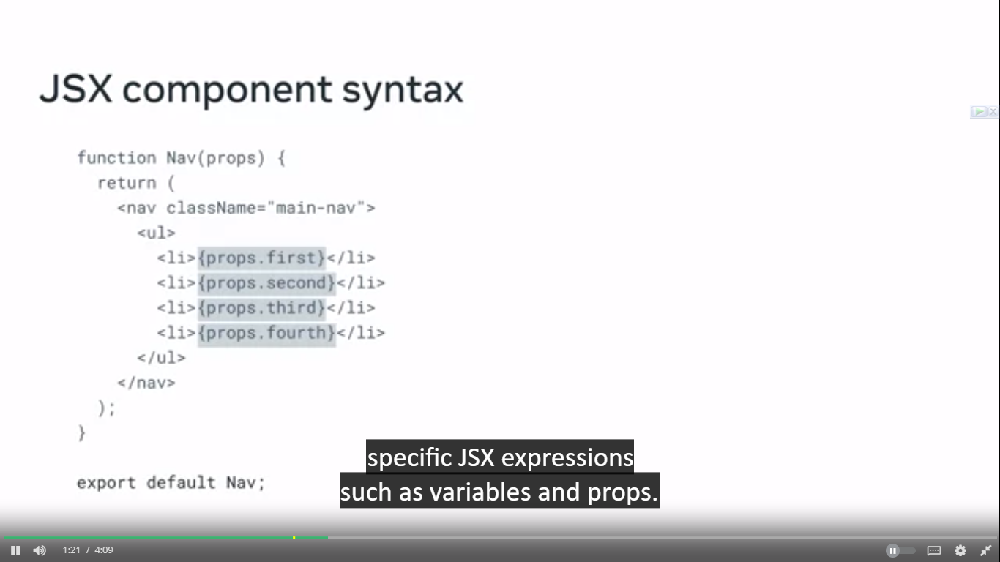 JSX component syntax
function Nav(props) {
return (
<nav className="main-nav">
<ul>
<li>{props.first}</li>
<li>{props.second}</li>
<li>{props.third}</li>
<li>{props.fourth}</li>
</ul>
</nav>
);
}
export default Nav;
specific JSX expressions
such as variables and props.
1:21 / 4:09